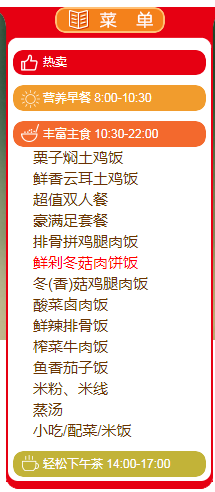 菜 单
热卖
营养早餐 8:00-10:30
丰富主食 10:30-22:00
栗子焖土鸡饭
鲜香云耳土鸡饭
超值双人餐
豪满足套餐
排骨拼鸡腿肉饭
鲜剁冬菇肉饼饭
冬(香)菇鸡腿肉饭
酸菜卤肉饭
鲜辣排骨饭
榨菜牛肉饭
鱼香茄子饭
米粉、米线
蒸汤
小吃/配菜/米饭
轻松下午茶 14:00-17:00